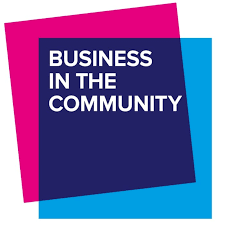 BUSINESS
IN THE
COMMUNITY